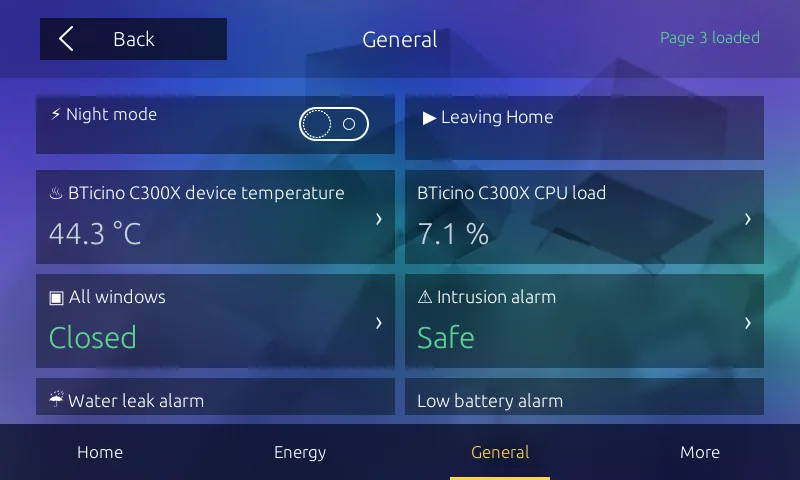 Back
General
Page 3 loaded
⚡ Night mode
▶ Leaving Home
♨ BTicino C300X device temperature
44.3 °C
BTicino C300X CPU load
7.1 %
▣ All windows
Closed
⚠ Intrusion alarm
Safe
☔ Water leak alarm
Low battery alarm
Home
Energy
General
More